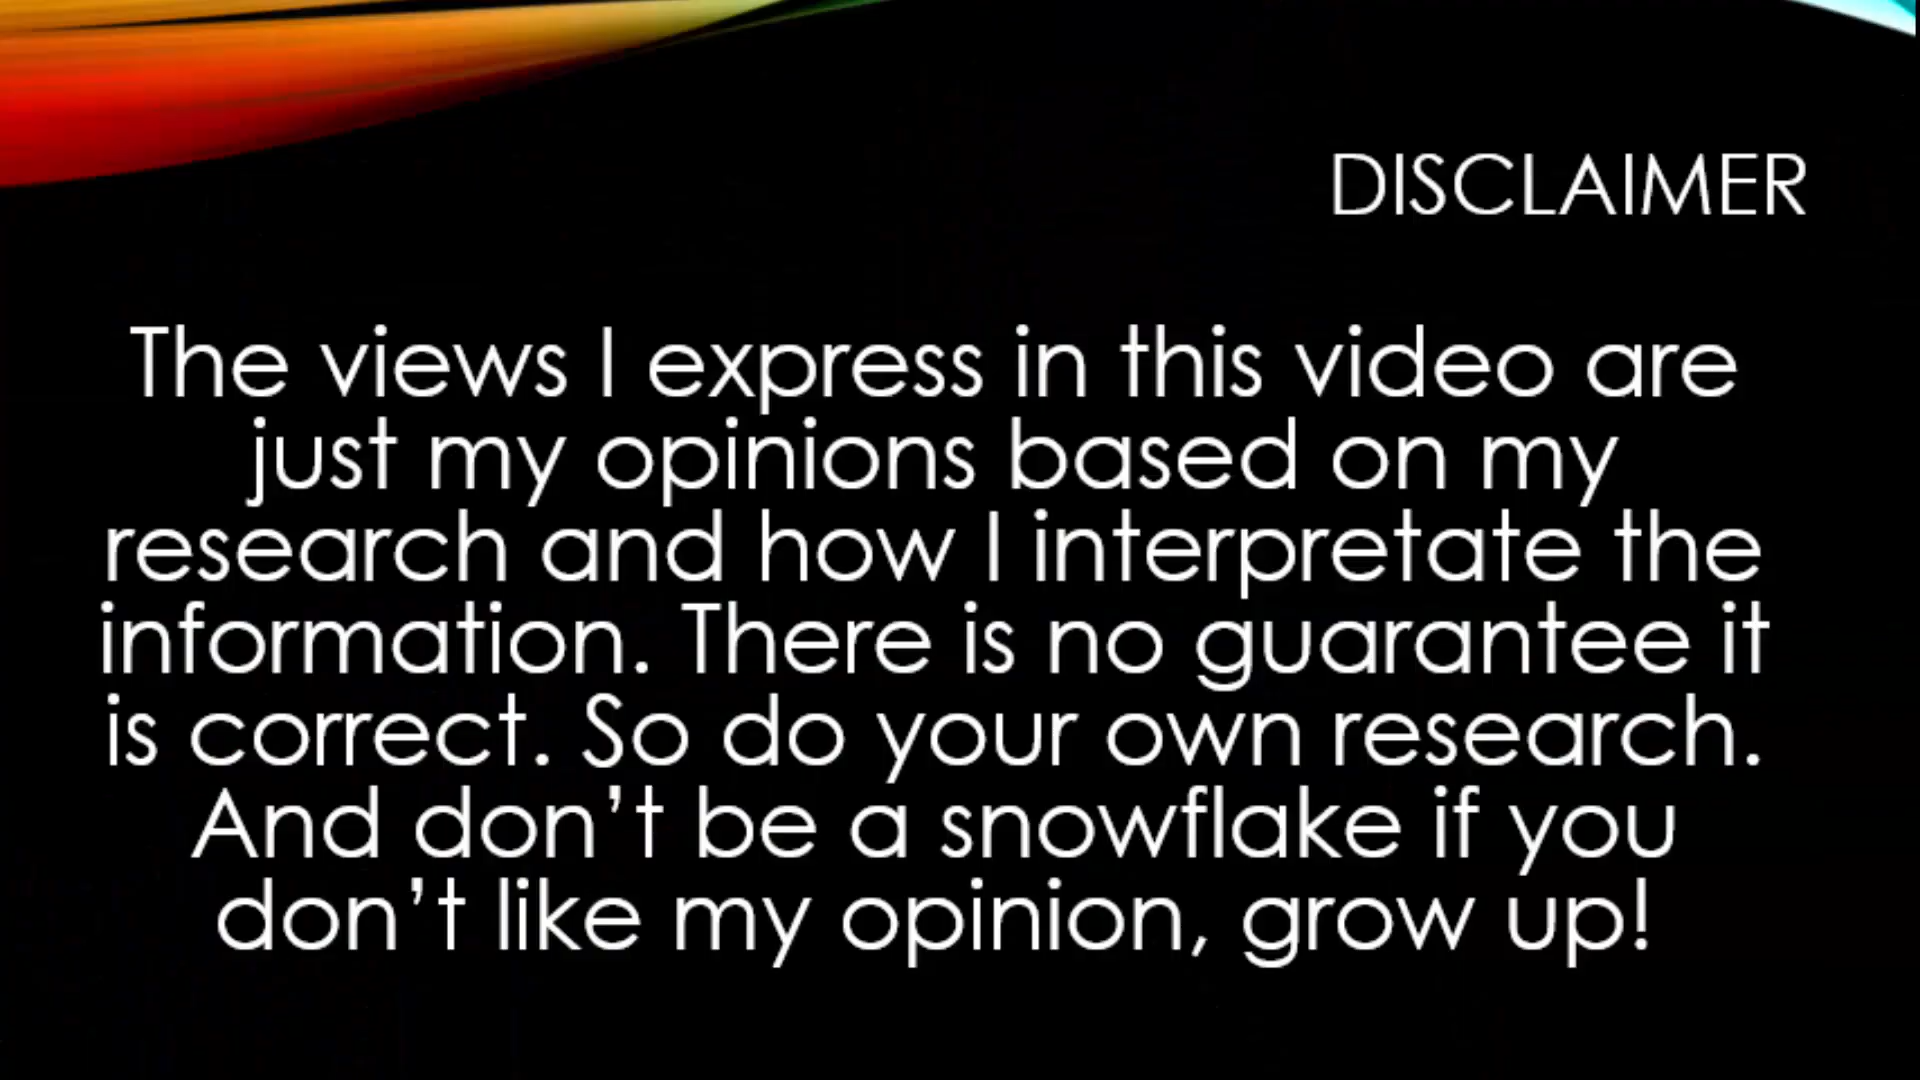 DISCLAIMER
The views I express in this video are
just my opinions based on my
research and how I interpretate the
information. There is no guarantee it
is correct. So do your own research.
And don’t be a snowflake if you
don’t like my opinion, grow up!